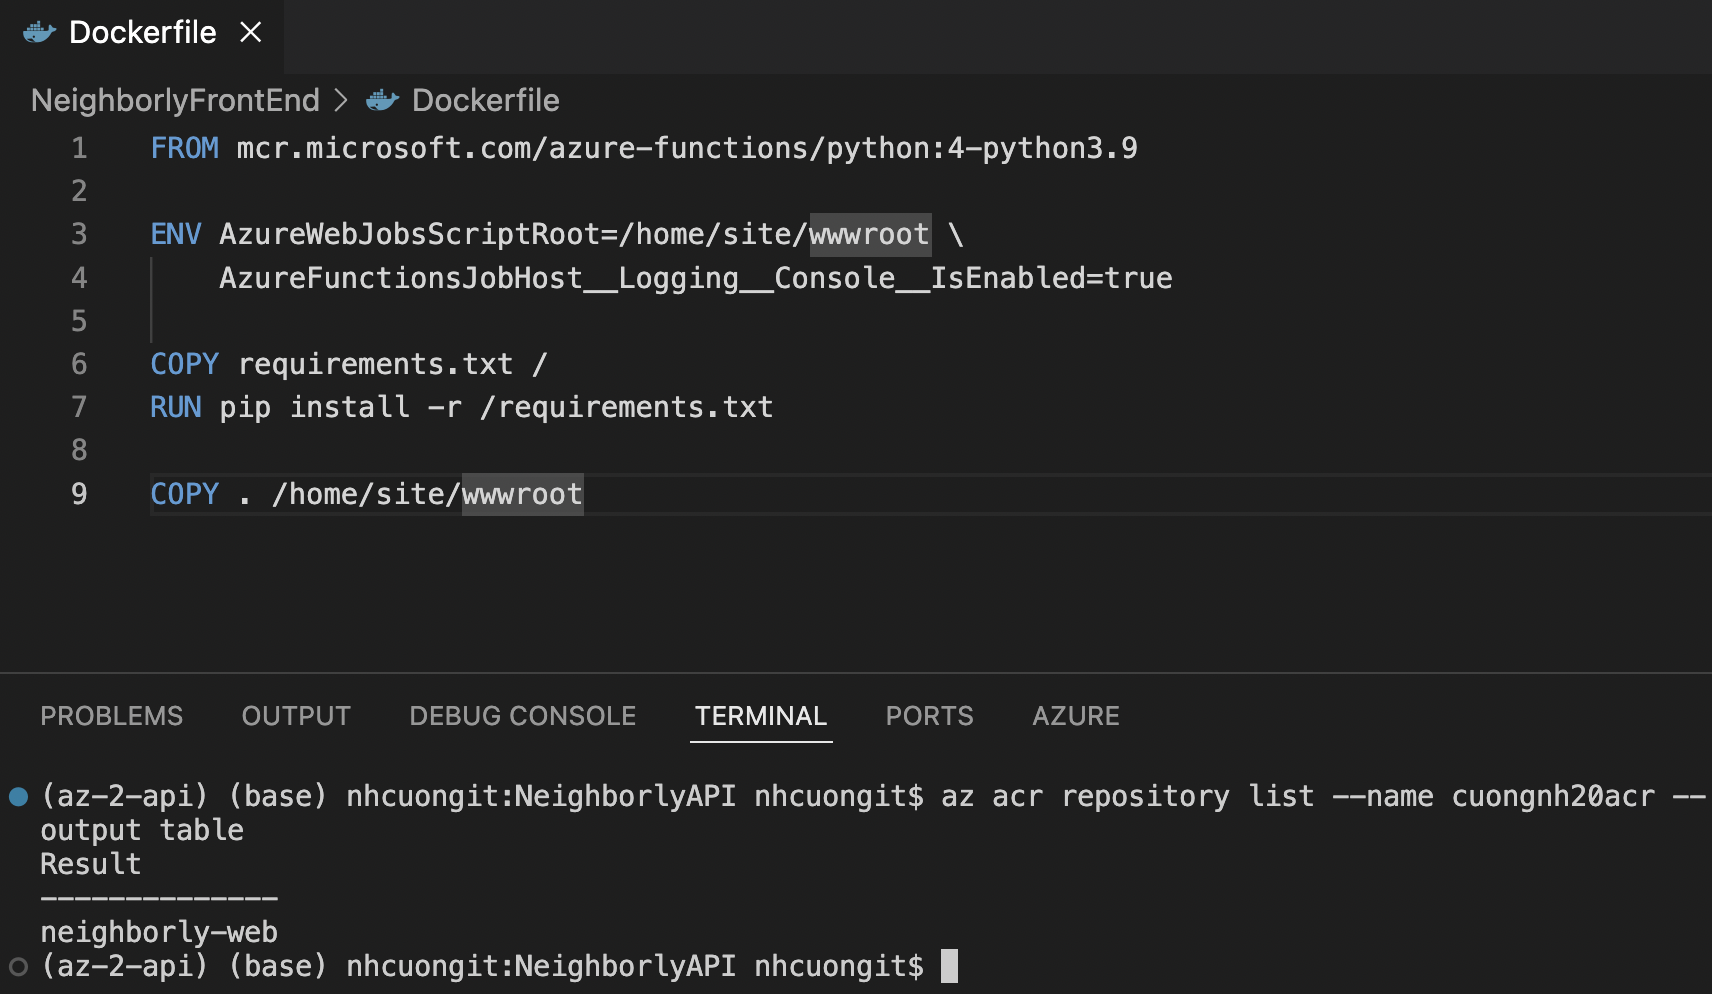 Dockerfile
NeighborlyFrontEnd > Dockerfile
1 FROM mcr.microsoft.com/azure-functions/python:4-python3.9
2
3 ENV AzureWebJobsScriptRoot=/home/site/wwwroot \
4 AzureFunctionsJobHost__Logging__Console__IsEnabled=true
5
6 COPY requirements.txt /
7 RUN pip install -r /requirements.txt
8
9 COPY . /home/site/wwwroot
PROBLEMS OUTPUT DEBUG CONSOLE TERMINAL PORTS AZURE
(az-2-api) (base) nhcuongit:NeighborlyAPI nhcuongit$ az acr repository list --name cuongnh20acr --
output table
Result
--------------
neighborly-web
(az-2-api) (base) nhcuongit:NeighborlyAPI nhcuongit$